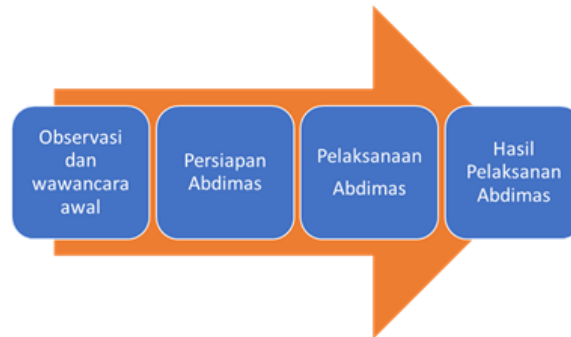 Observasi
dan
wawancara
awal
Persiapan
Abdimas
Pelaksanaan
Abdimas
Hasil
Pelaksanan
Abdimas